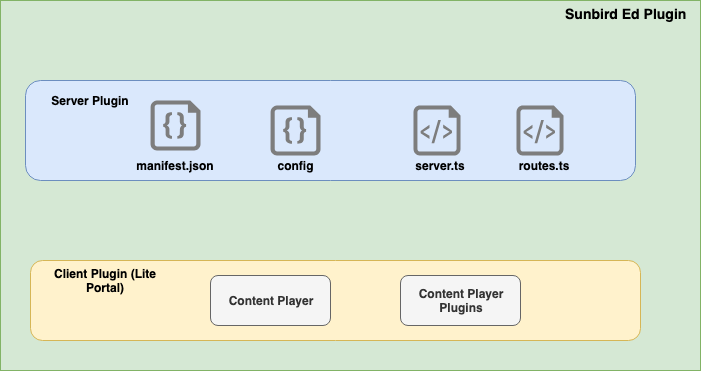 Sunbird Ed Plugin
Server Plugin
{}
{}
</>
</>
manifest.json
config
server.ts
routes.ts
Client Plugin (Lite
Portal)
Content Player
Content Player
Plugins